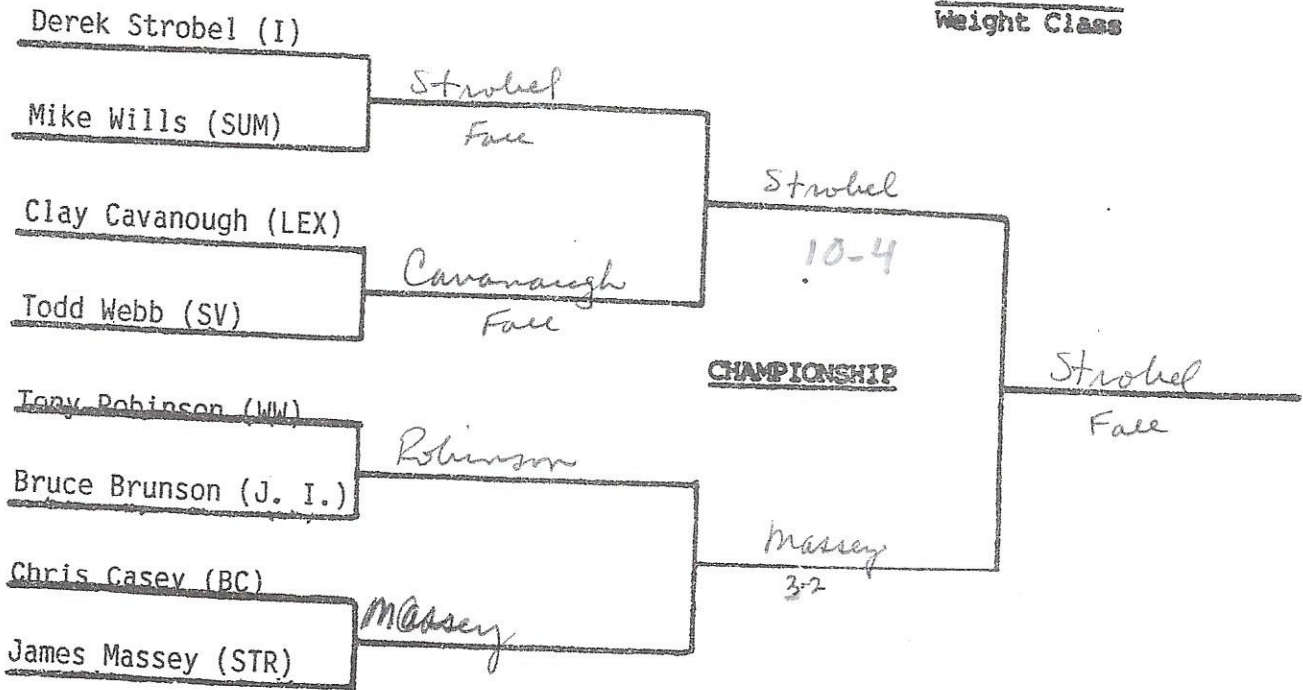 Weight Class
Derek Strobel (I)
Strobel
Fall
Mike Wills (SUM)
Strobel
10-4
Clay Cavanough (LEX)
Cavanaugh
Fall
Todd Webb (SV)
CHAMPIONSHIP
Strobel
Fall
Tony Robinson (WW)
Robinson
Bruce Brunson (J. I.)
Massey
3-2
Chris Casey (BC)
Massey
James Massey (STR)